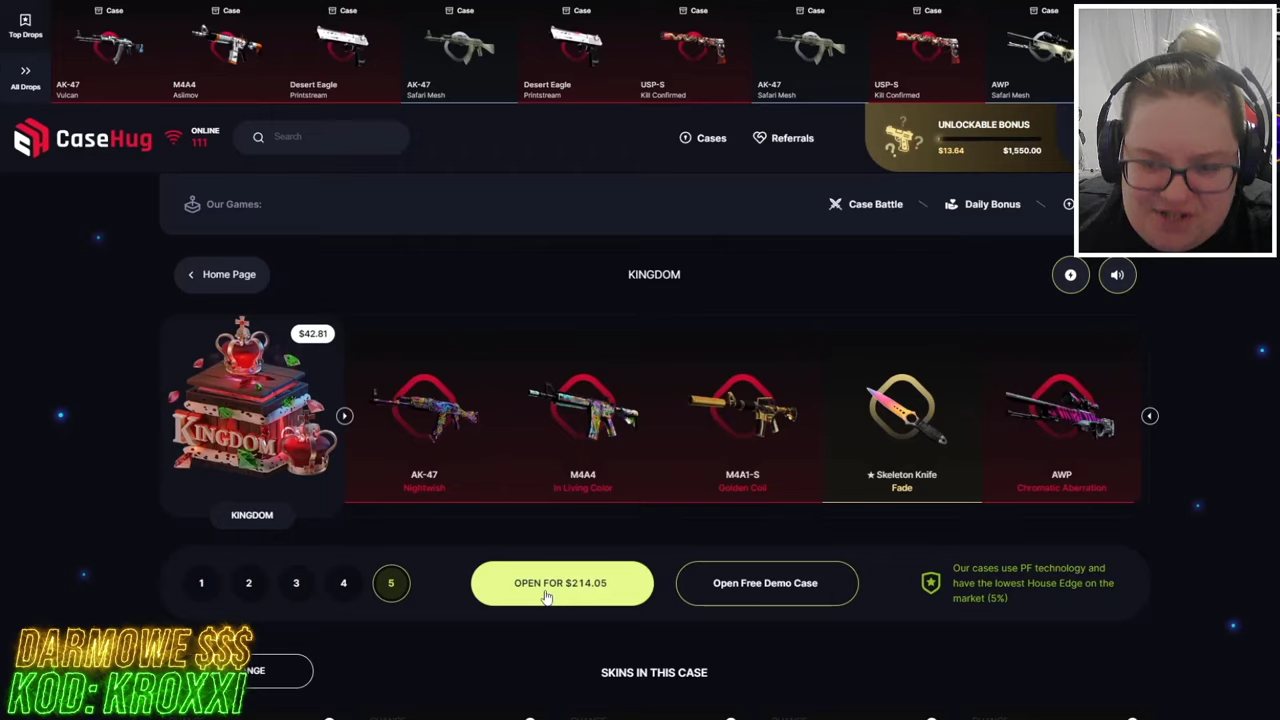 Top Drops
All Drops
Case
AK-47
Vulcan
Case
M4A4
Asiimov
Case
Desert Eagle
Printstream
Case
AK-47
Safari Mesh
Case
Desert Eagle
Printstream
Case
USP-S
Kill Confirmed
Case
AK-47
Safari Mesh
Case
USP-S
Kill Confirmed
Case
AWP
Safari Mesh
CaseHug
ONLINE
111
Search
Cases
Referrals
UNLOCKABLE BONUS
$13.64
$1,550.00
Our Games:
Case Battle
Daily Bonus
Home Page
KINGDOM
$42.81
KINGDOM
KINGDOM
AK-47
Nightwish
M4A4
In Living Color
M4A1-S
Golden Coil
★ Skeleton Knife
Fade
AWP
Chromatic Aberration
1
2
3
4
5
OPEN FOR $214.05
Open Free Demo Case
Our cases use PF technology and
have the lowest House Edge on the
market (5%)
DARMOWE $$$
KOD: KROXXI
NGE
SKINS IN THIS CASE